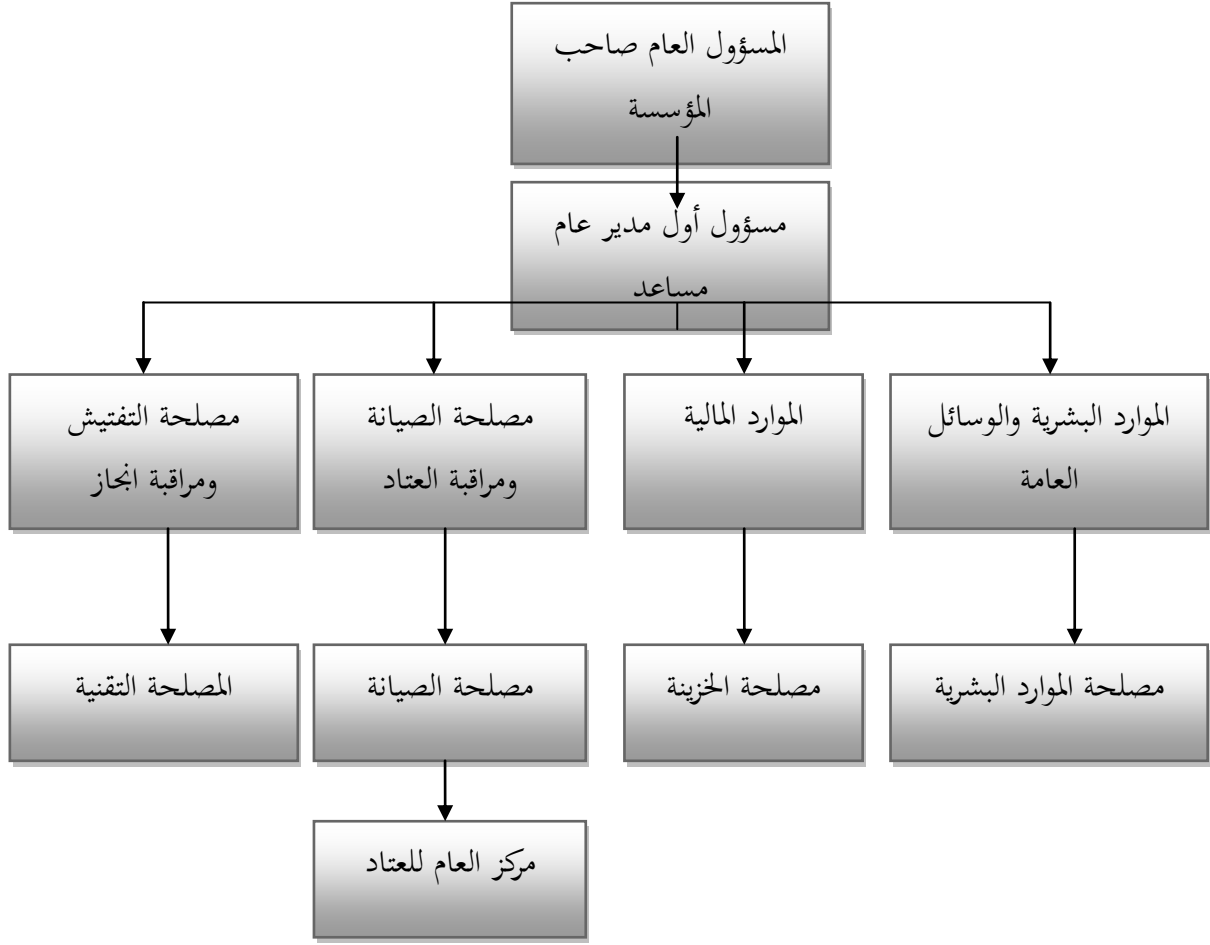 المسؤول العام صاحب
المؤسسة
مسؤول أول مدير عام
مساعد
الموارد البشرية والوسائل
العامة
الموارد المالية
مصلحة الصيانة
ومراقبة العتاد
مصلحة التفتيش
ومراقبة انجاز
مصلحة الموارد البشرية
مصلحة الخزينة
مصلحة الصيانة
المصلحة التقنية
مركز العام للعتاد